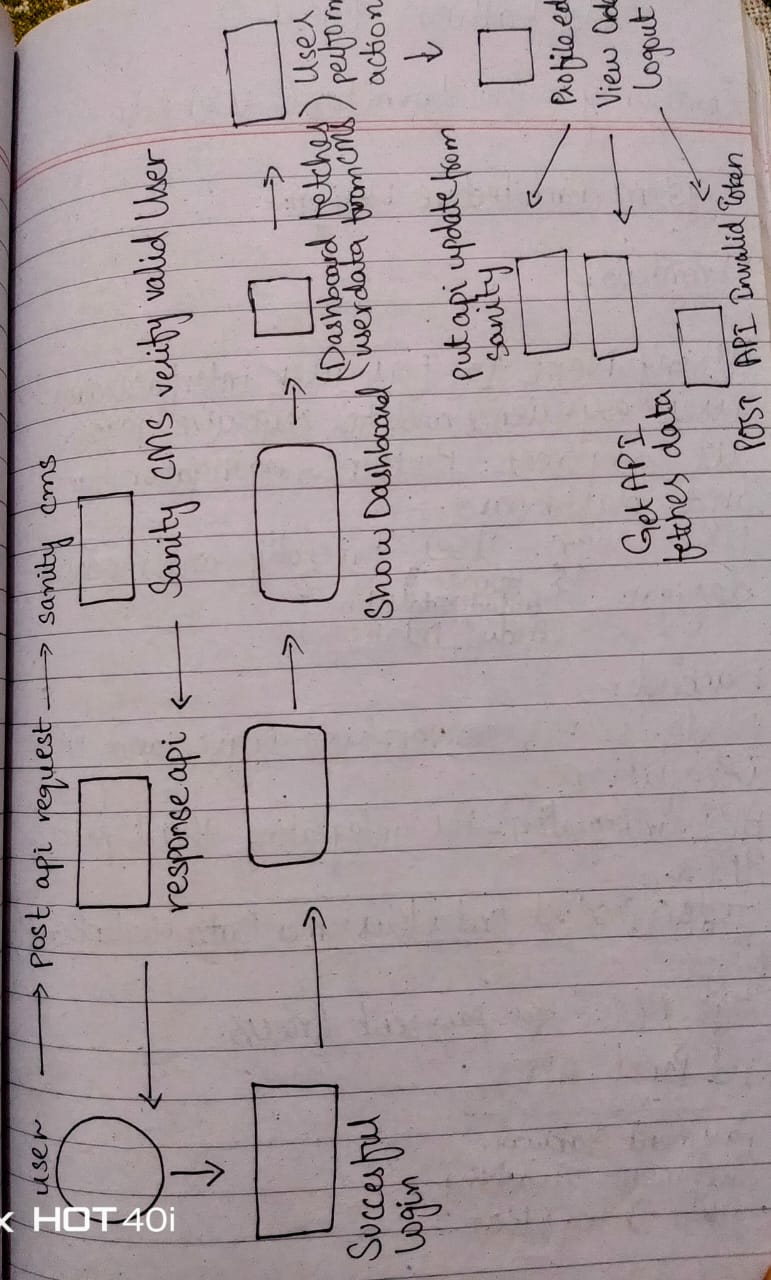 user → Post api request → sanity cms
Sanity CMS verify valid User
response api
Succesful
login
Show Dashboard
(Dashboard fetches)
(userdata from CMS)
User
perform
action
Profile ed
View Od
Logout
Put api update from
sanity
Get API
fetches data
POST API Invalid Token
HOT 40i